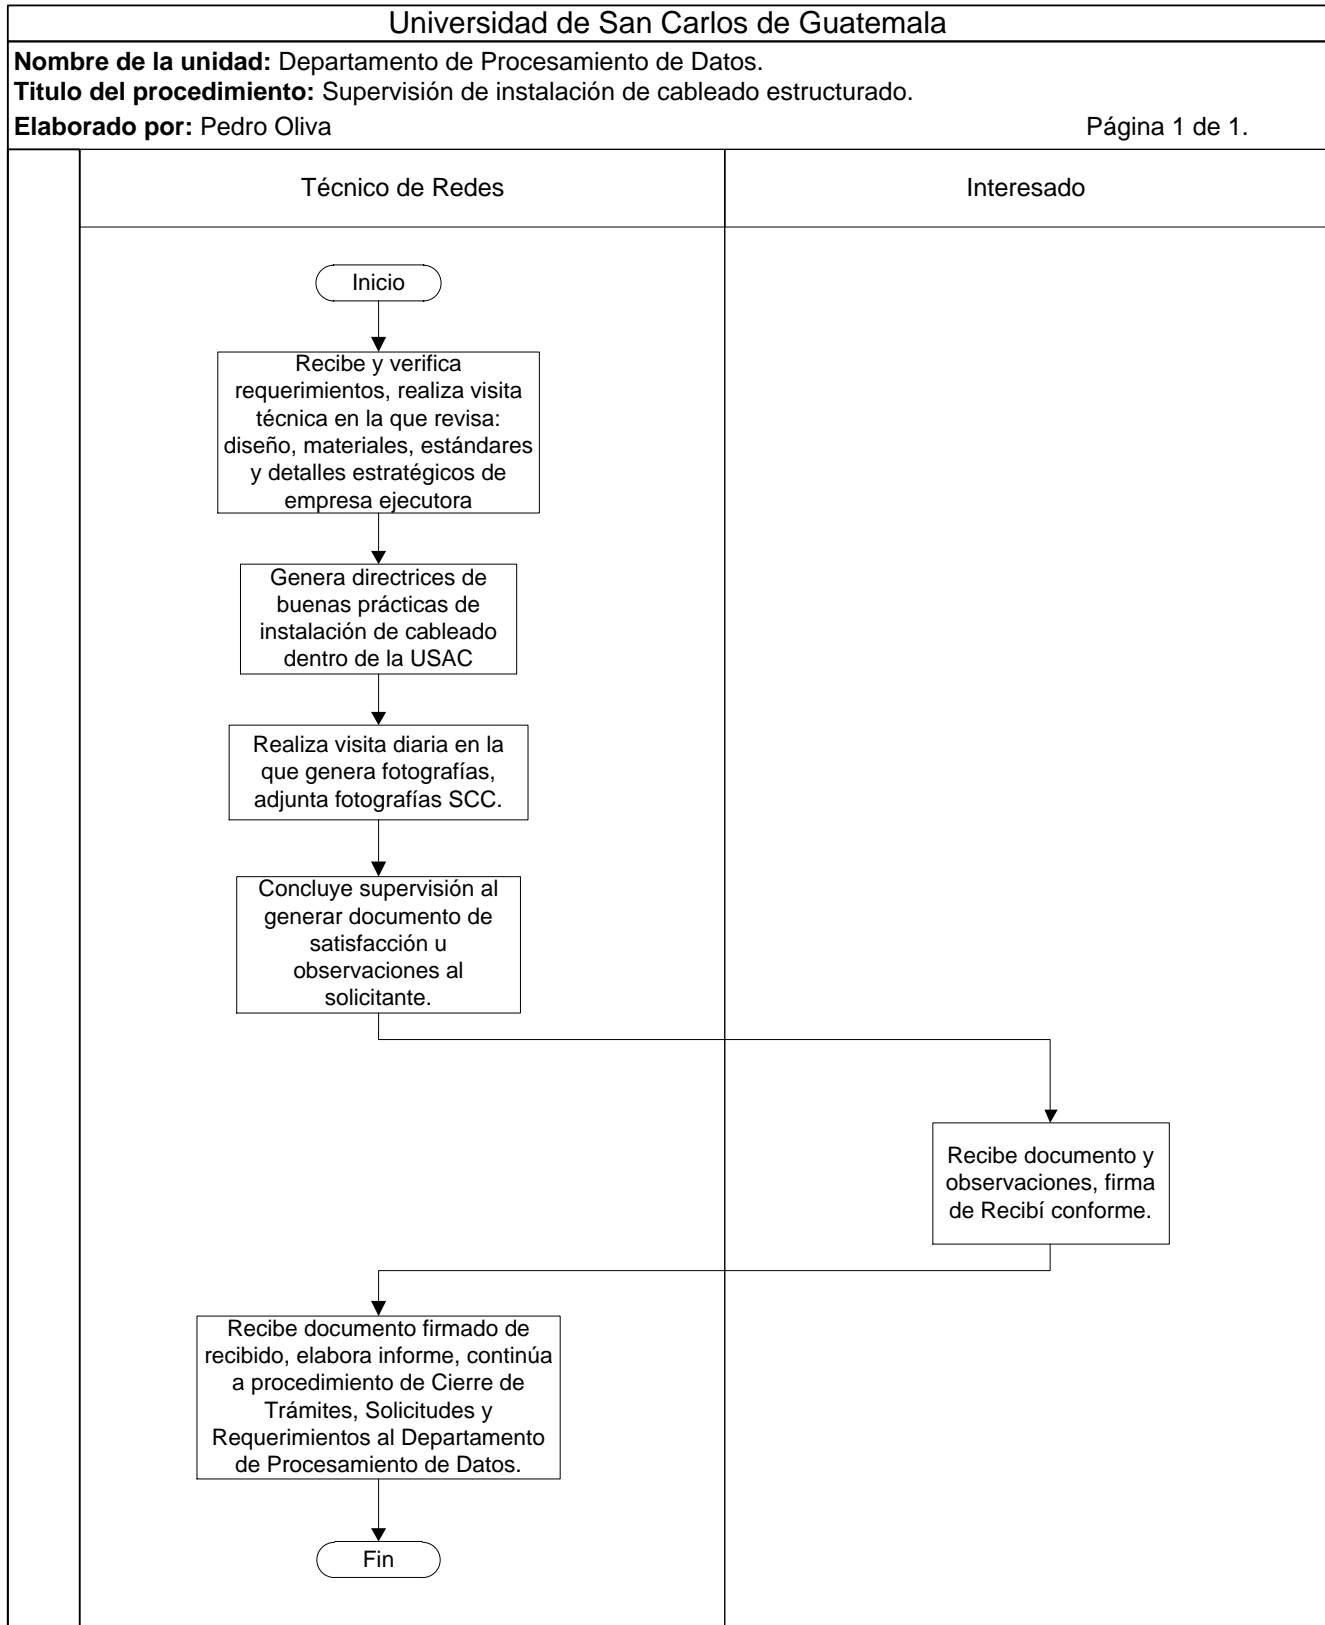 Universidad de San Carlos de Guatemala
Nombre de la unidad: Departamento de Procesamiento de Datos.
Titulo del procedimiento: Supervisión de instalación de cableado estructurado.
Elaborado por: Pedro Oliva
Página 1 de 1.
Técnico de Redes
Interesado
Inicio
Recibe y verifica
requerimientos, realiza visita
técnica en la que revisa:
diseño, materiales, estándares
y detalles estratégicos de
empresa ejecutora
Genera directrices de
buenas prácticas de
instalación de cableado
dentro de la USAC
Realiza visita diaria en la
que genera fotografías,
adjunta fotografías SCC.
Concluye supervisión al
generar documento de
satisfacción u
observaciones al
solicitante.
Recibe documento y
observaciones, firma
de Recibí conforme.
Recibe documento firmado de
recibido, elabora informe, continúa
a procedimiento de Cierre de
Trámites, Solicitudes y
Requerimientos al Departamento
de Procesamiento de Datos.
Fin